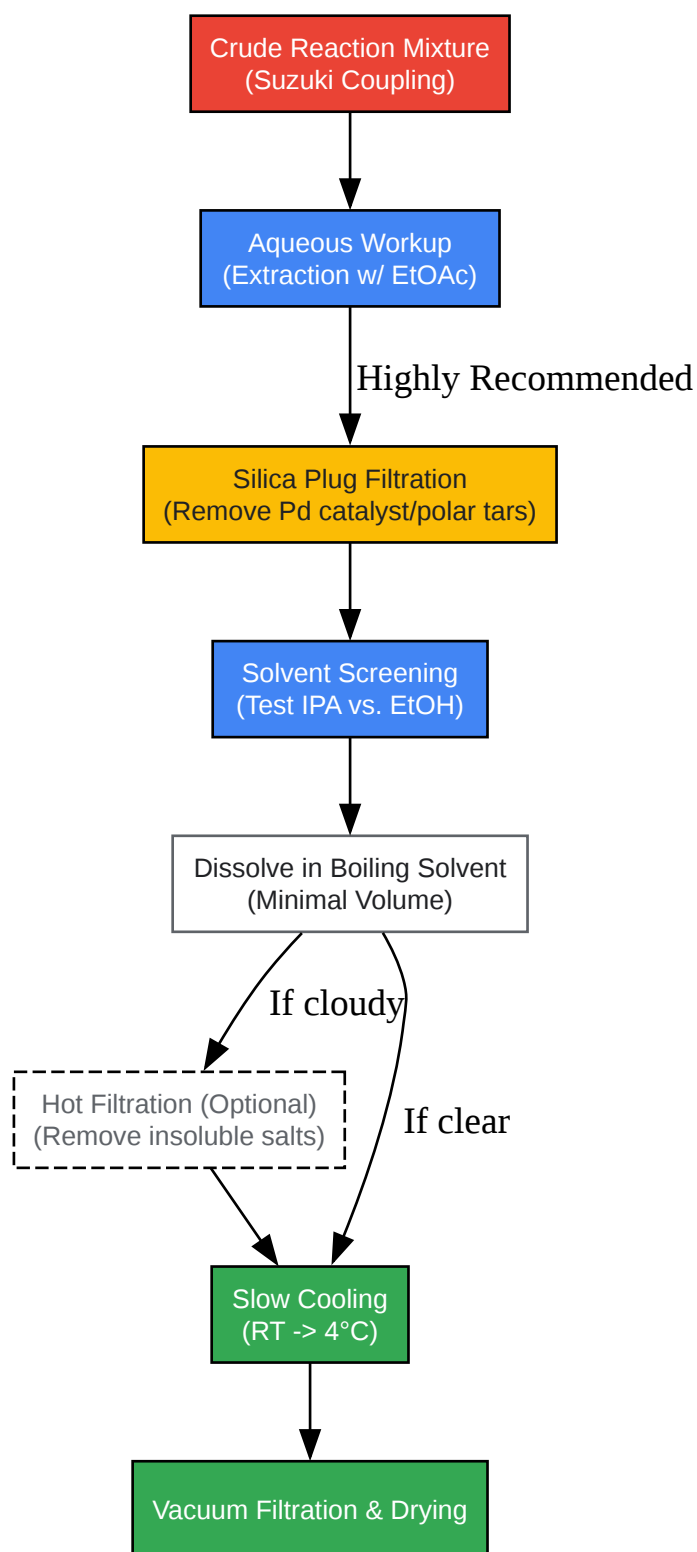 Crude Reaction Mixture
(Suzuki Coupling)
Aqueous Workup
(Extraction w/ EtOAc)
Highly Recommended
Silica Plug Filtration
(Remove Pd catalyst/polar tars)
Solvent Screening
(Test IPA vs. EtOH)
Dissolve in Boiling Solvent
(Minimal Volume)
If cloudy
Hot Filtration (Optional)
(Remove insoluble salts)
If clear
Slow Cooling
(RT -> 4°C)
Vacuum Filtration & Drying